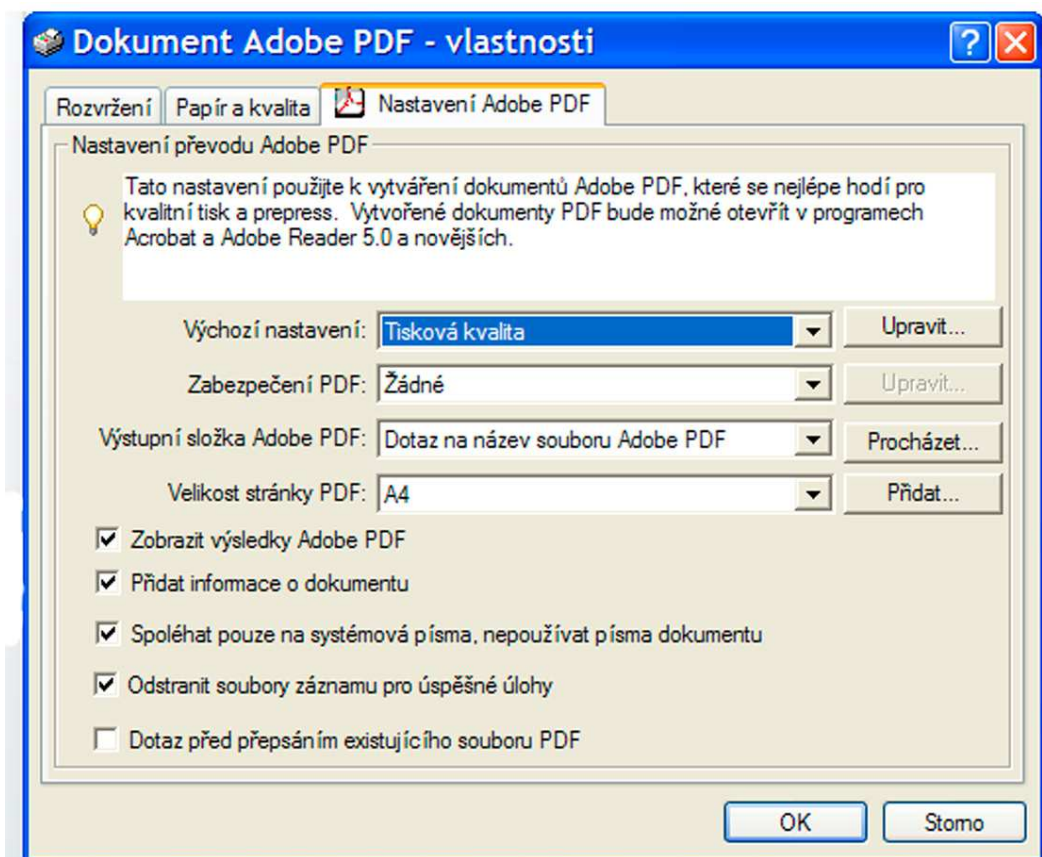 Dokument Adobe PDF - vlastnosti
Rozvržení Papír a kvalita Nastavení Adobe PDF
Nastavení převodu Adobe PDF
Tato nastavení použijte k vytváření dokumentů Adobe PDF, které se nejlépe hodí pro
kvalitní tisk a prepress. Vytvořené dokumenty PDF bude možné otevřít v programech
Acrobat a Adobe Reader 5.0 a novějších.
Výchozí nastavení: Tisková kvalita Upravit...
Zabezpečení PDF: Žádné Upravit...
Výstupní složka Adobe PDF: Dotaz na název souboru Adobe PDF Procházet...
Velikost stránky PDF: A4 Přidat...
Zobrazit výsledky Adobe PDF
Přidat informace o dokumentu
Spoléhat pouze na systémová písma, nepoužívat písma dokumentu
Odstranit soubory záznamu pro úspěšné úlohy
Dotaz před přepsáním existujícího souboru PDF
OK Storno